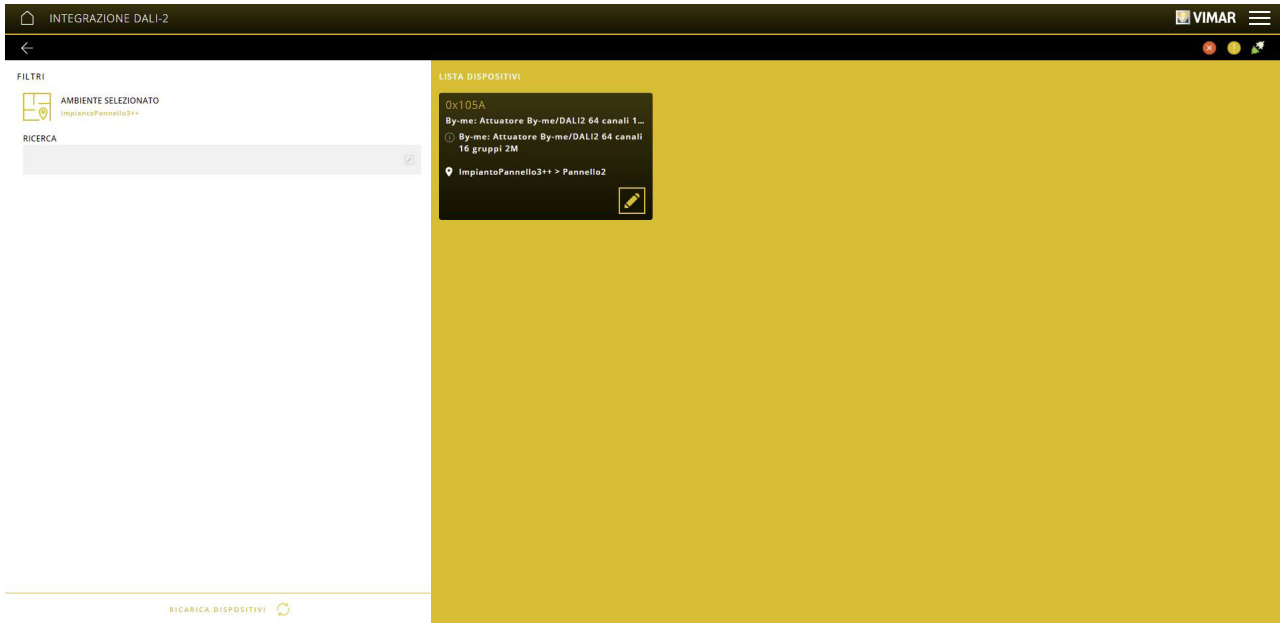 INTEGRAZIONE DALI-2
VIMAR
FILTRI
AMBIENTE SELEZIONATO
ImpiantoPannello3++
RICERCA
RICARICA DISPOSITIVI
LISTA DISPOSITIVI
0x105A
By-me: Attuatore By-me/DALI2 64 canali 1...
By-me: Attuatore By-me/DALI2 64 canali
16 gruppi 2M
ImpiantoPannello3++ > Pannello2